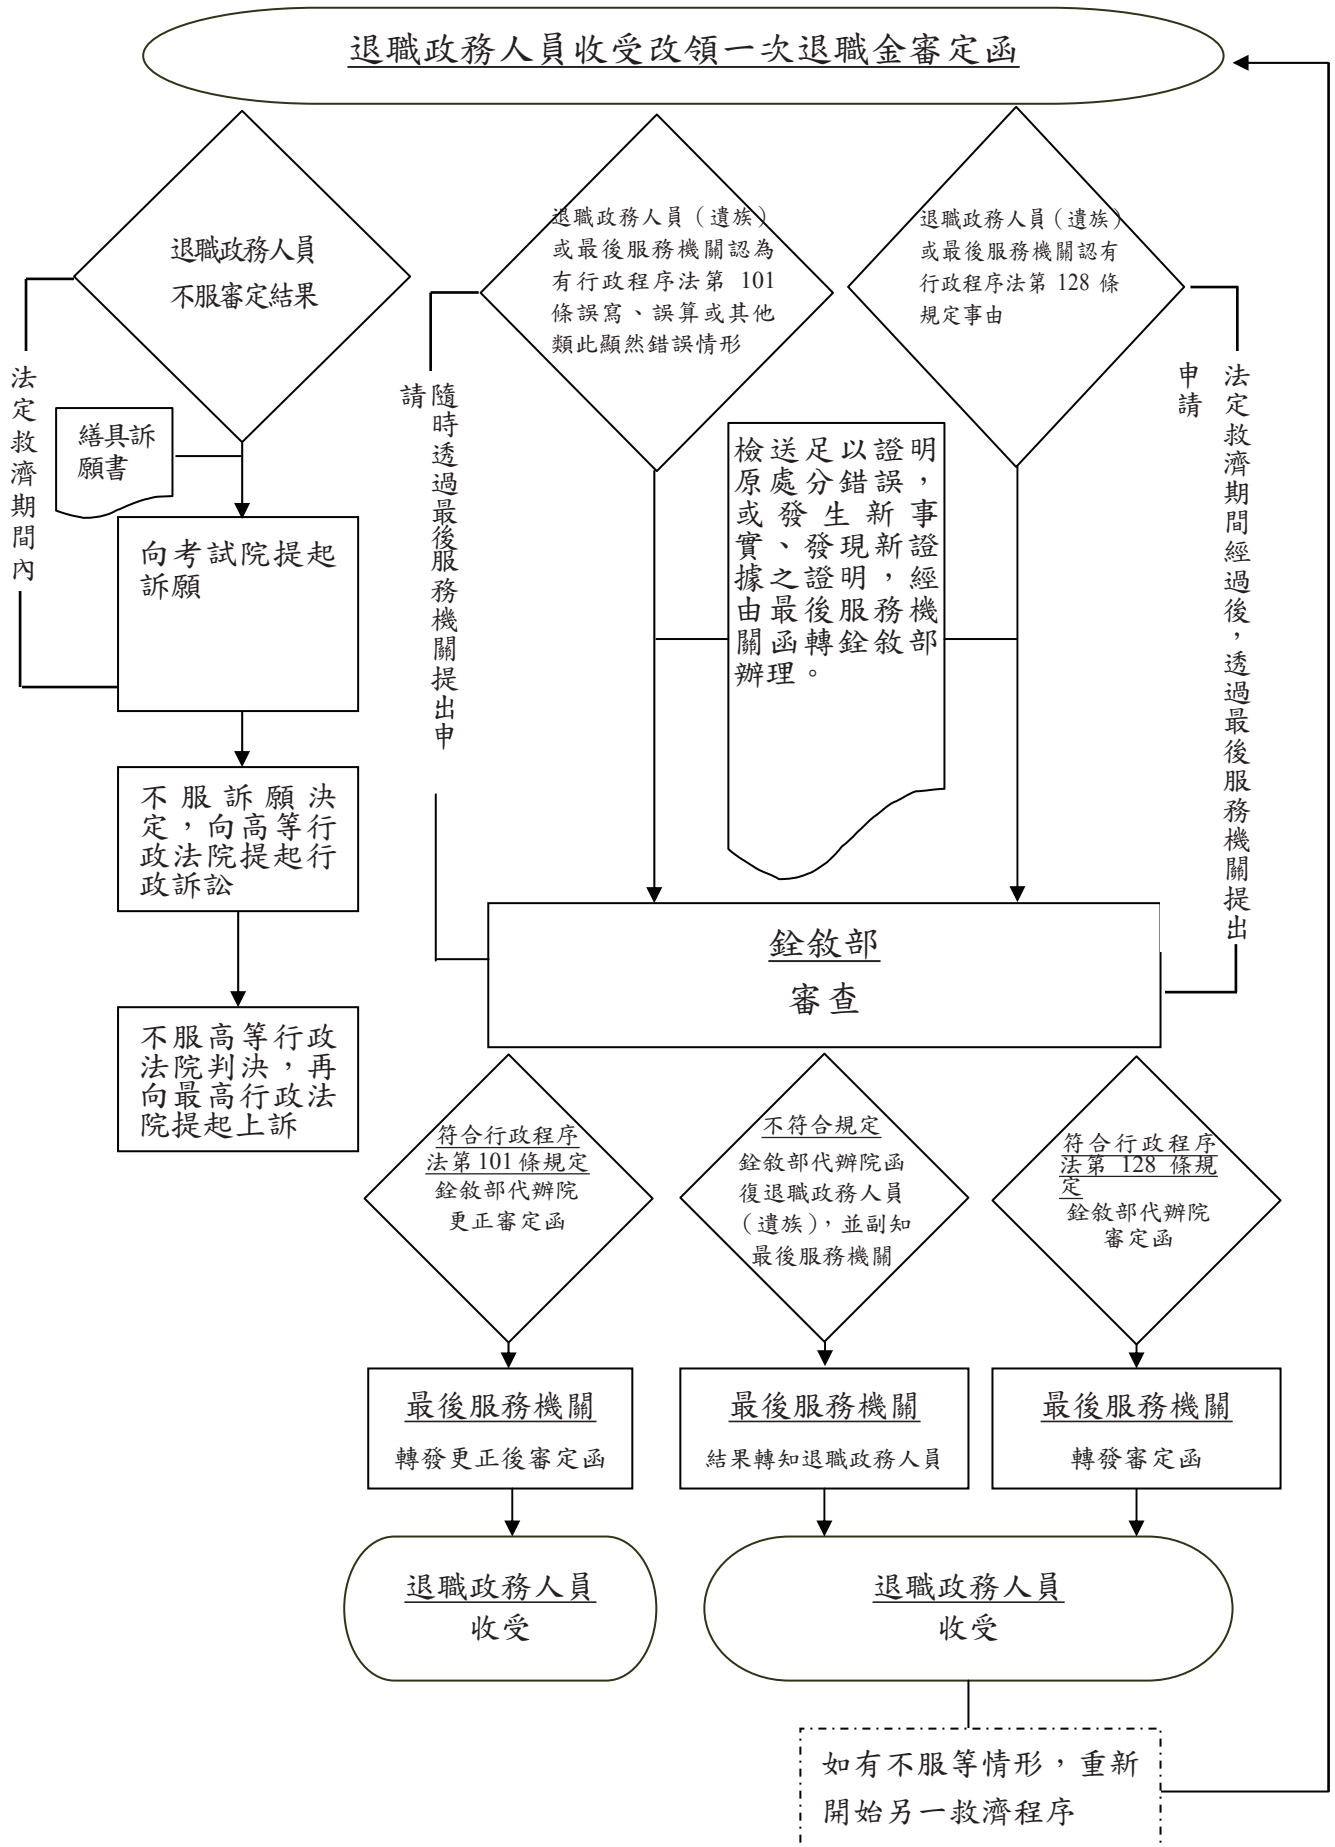 退職政務人員收受改領一次退職金審定函
退職政務人員
不服審定結果
退職政務人員（遺族）
或最後服務機關認為
有行政程序法第 101
條誤寫、誤算或其他
類此顯然錯誤情形
退職政務人員（遺族）
或最後服務機關認有
行政程序法第 128 條
規定事由
法定救濟期間內
繕具訴
願書
隨時透過最後服務機關提出申
請
檢送足以證明
原處分錯誤，
或發生新事
實、發現新證
據之證明，經
由最後服務機
關函轉銓敘部
辦理。
法定救濟期間經過後，透過最後服務機關提出
申請
向考試院提起
訴願
不服訴願決
定，向高等行
政法院提起行
政訴訟
不服高等行政
法院判決，再
向最高行政法
院提起上訴
銓敘部
審查
符合行政程序
法第 101 條規定
銓敘部代辦院
更正審定函
不符合規定
銓敘部代辦院函
復退職政務人員
（遺族），並副知
最後服務機關
符合行政程序
法第 128 條規
定
銓敘部代辦院
審定函
最後服務機關
轉發更正後審定函
最後服務機關
結果轉知退職政務人員
最後服務機關
轉發審定函
退職政務人員
收受
退職政務人員
收受
如有不服等情形，重新
開始另一救濟程序